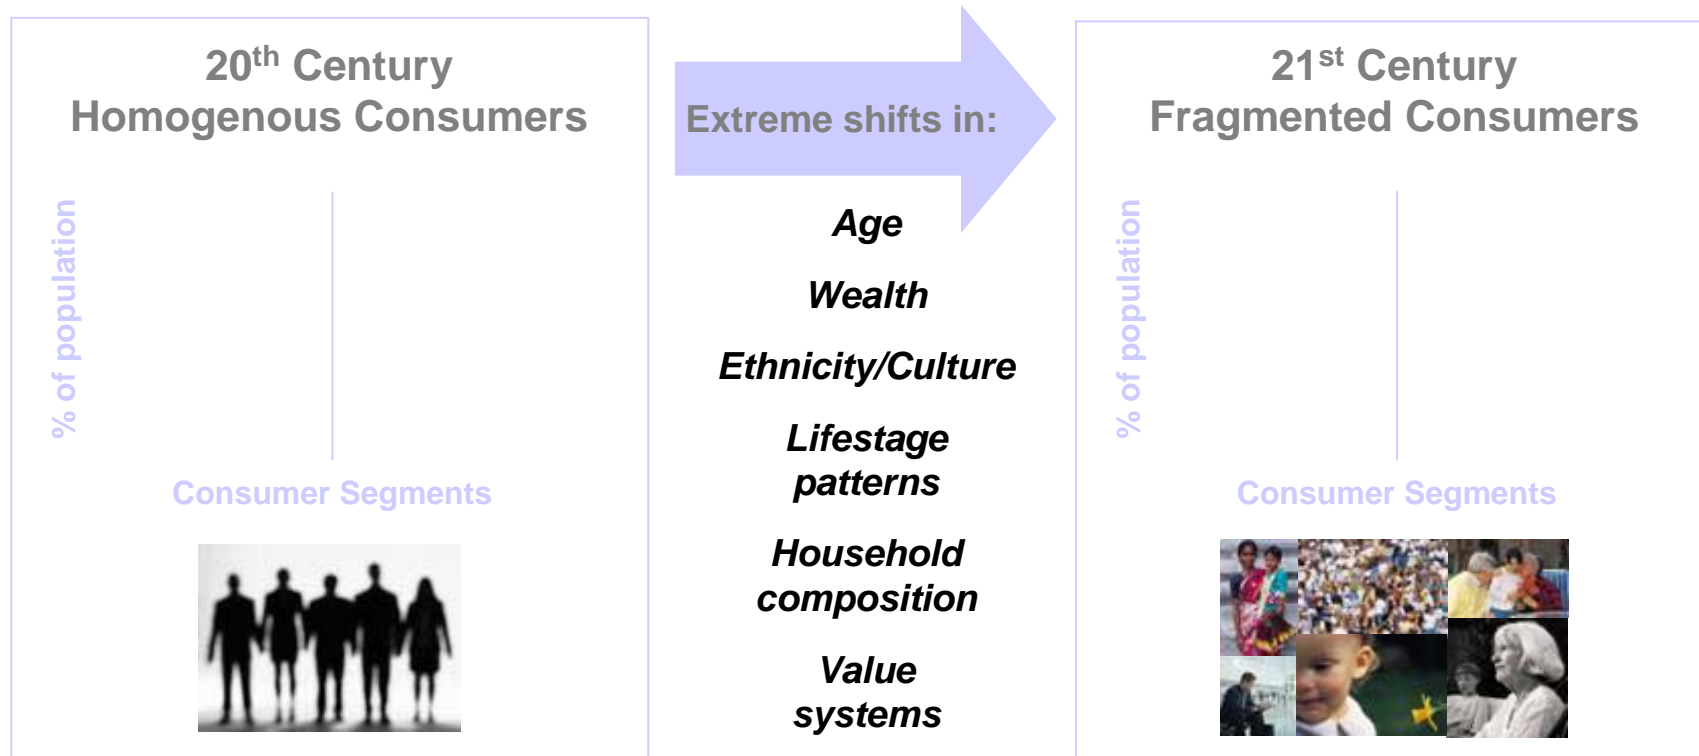 20th Century
Homogenous Consumers
% of population
Consumer Segments
Extreme shifts in:
Age
Wealth
Ethnicity/Culture
Lifestage
patterns
Household
composition
Value
systems
21st Century
Fragmented Consumers
% of population
Consumer Segments